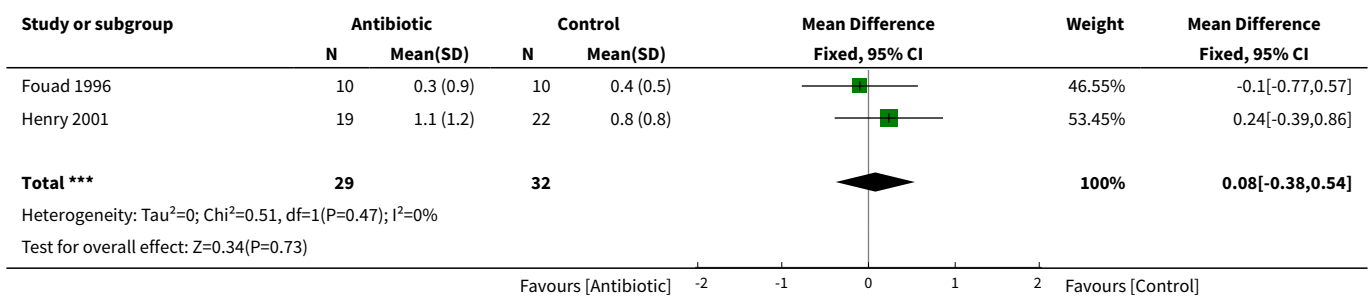 Study or subgroup Antibiotic Control Mean Difference Weight Mean Difference
N Mean(SD) N Mean(SD) Fixed, 95% CI Fixed, 95% CI
Fouad 1996 10 0.3 (0.9) 10 0.4 (0.5) 46.55% -0.1[-0.77,0.57]
Henry 2001 19 1.1 (1.2) 22 0.8 (0.8) 53.45% 0.24[-0.39,0.86]
Total *** 29 32 100% 0.08[-0.38,0.54]
Heterogeneity: Tau²=0; Chi²=0.51, df=1(P=0.47); I²=0%
Test for overall effect: Z=0.34(P=0.73)
Favours [Antibiotic] -2 -1 0 1 2 Favours [Control]